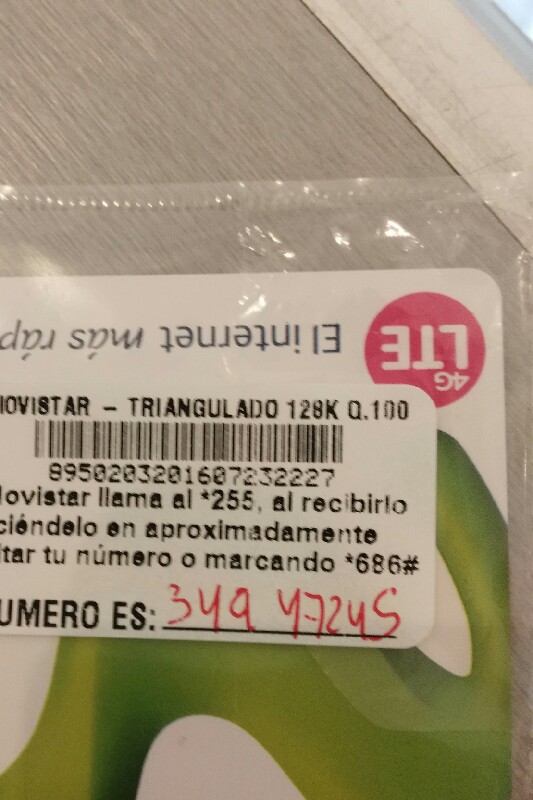 4G
LTE
El internet más ráp
OVISTAR – TRIANGULADO 128K Q.100
8950203201607232227
ovistar llama al *255, al recibirlo
ciéndelo en aproximadamente
itar tu número o marcando *686#
UMERO ES: 349 47245